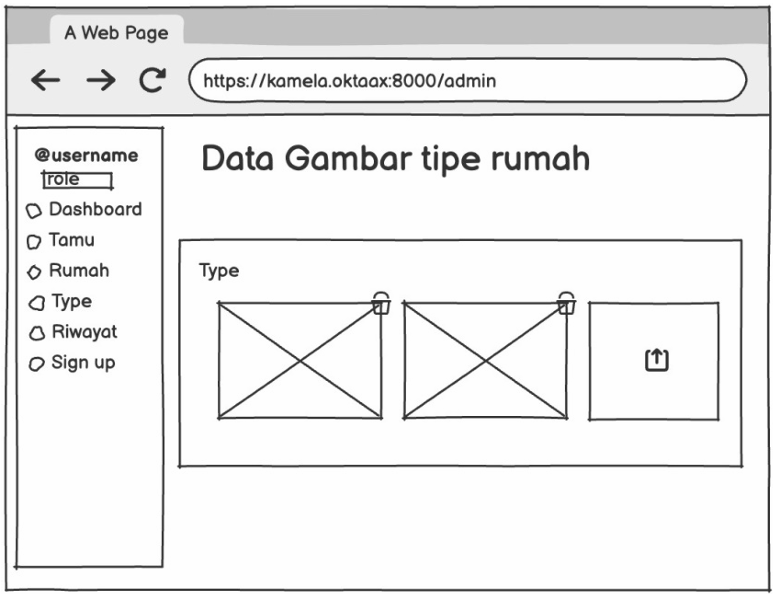 A Web Page
https://kamela.oktaax:8000/admin
@username
role
Dashboard
Tamu
Rumah
Type
Riwayat
Sign up
Data Gambar tipe rumah
Type